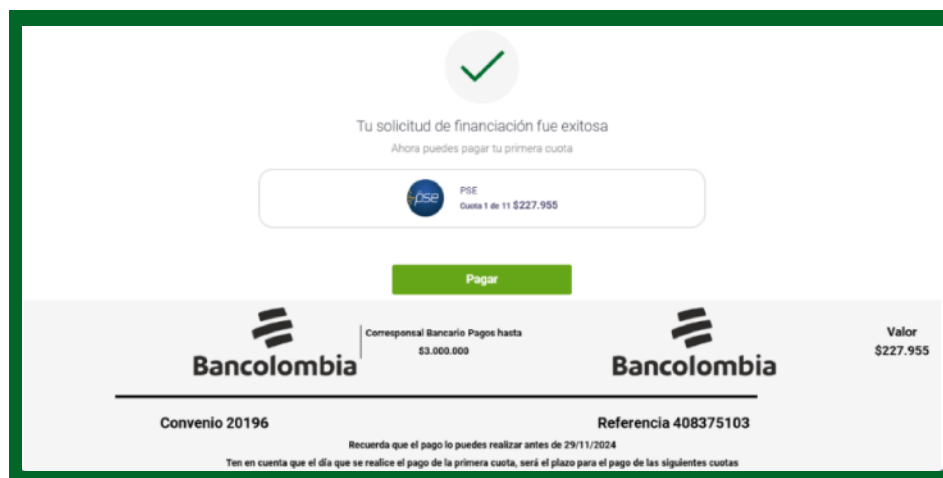 Tu solicitud de financiación fue exitosa
Ahora puedes pagar tu primera cuota
pse
PSE
Cuota 1 de 11 $227.955
Pagar
Bancolombia
Corresponsal Bancario Pagos hasta
$3.000.000
Bancolombia
Valor
$227.955
Convenio 20196
Referencia 408375103
Recuerda que el pago lo puedes realizar antes de 29/11/2024
Ten en cuenta que el día que se realice el pago de la primera cuota, será el plazo para el pago de las siguientes cuotas